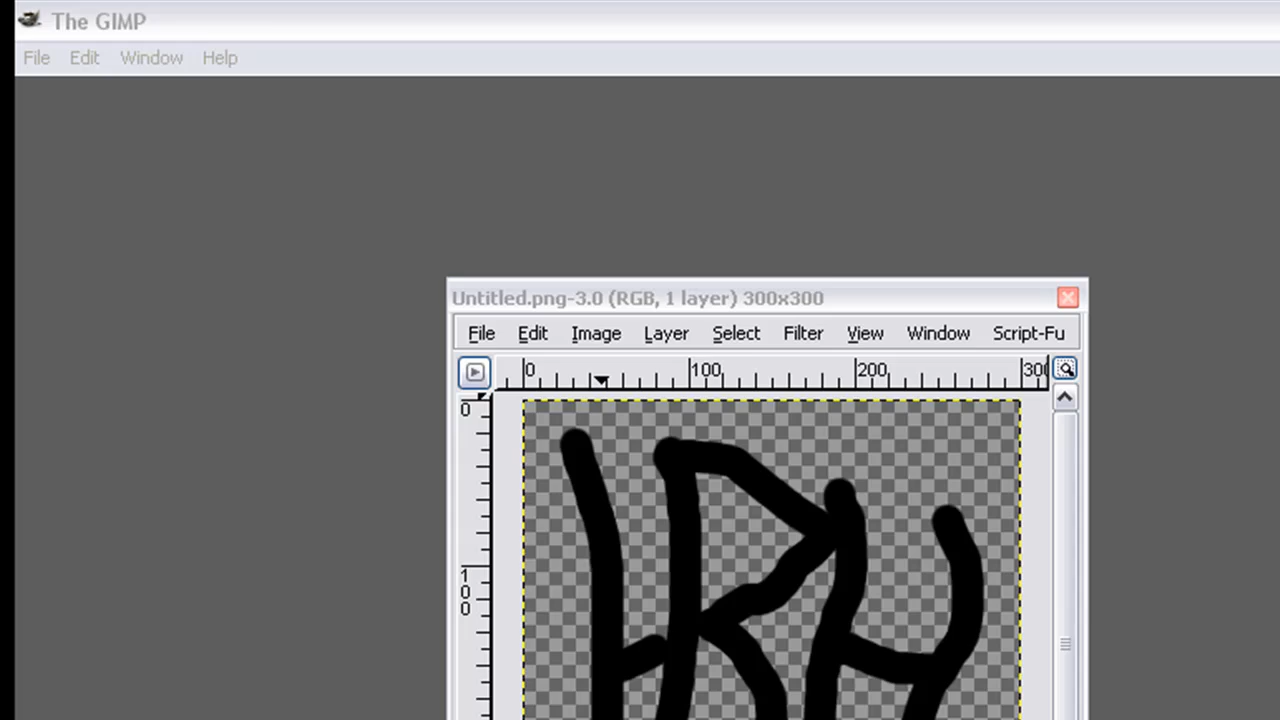 The GIMP
File Edit Window Help
Untitled.png-3.0 (RGB, 1 layer) 300x300
File Edit Image Layer Select Filter View Window Script-Fu
0 100 200 300
0
100